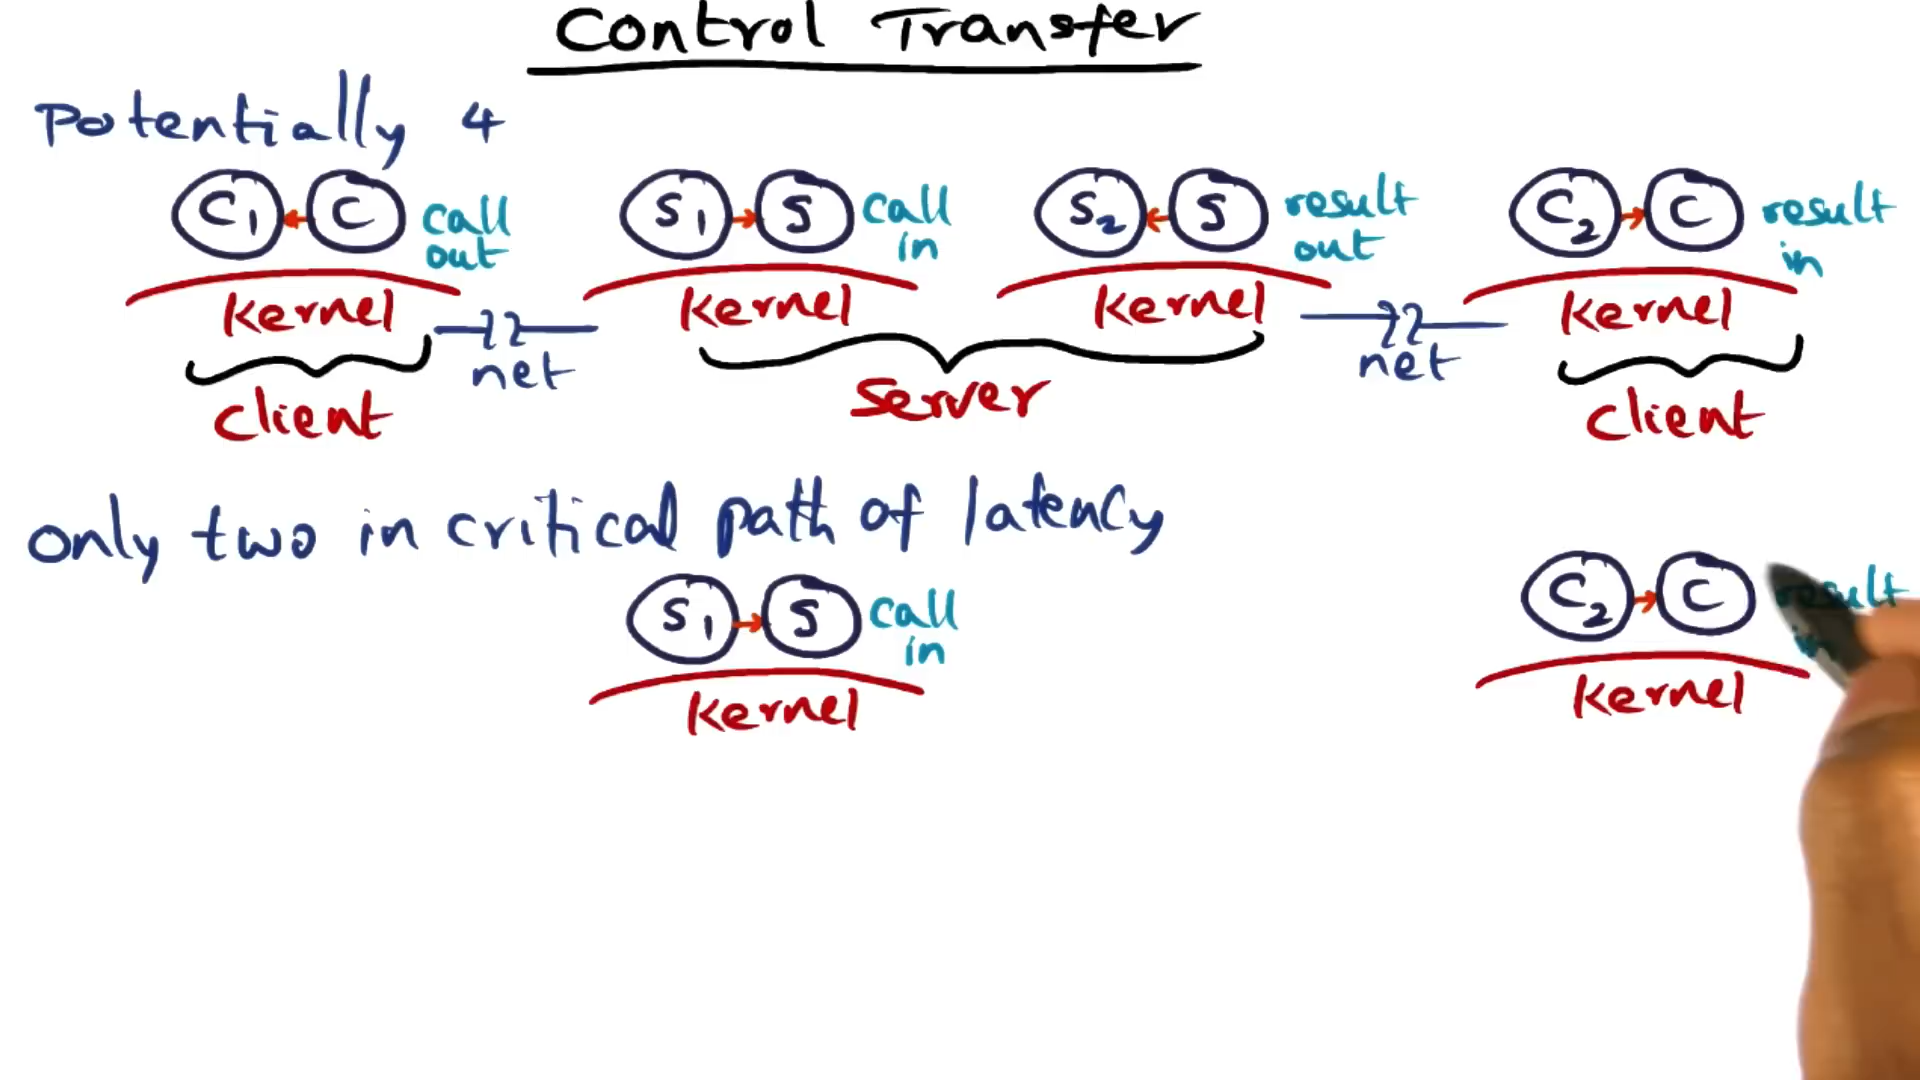 Control Transfer
Potentially 4
C1 C call out
S1 S call in
S2 S result out
C2 C result in
kernel kernel kernel kernel
net net
client server client
only two in critical path of latency
S1 S call in
C2 C result in
kernel kernel